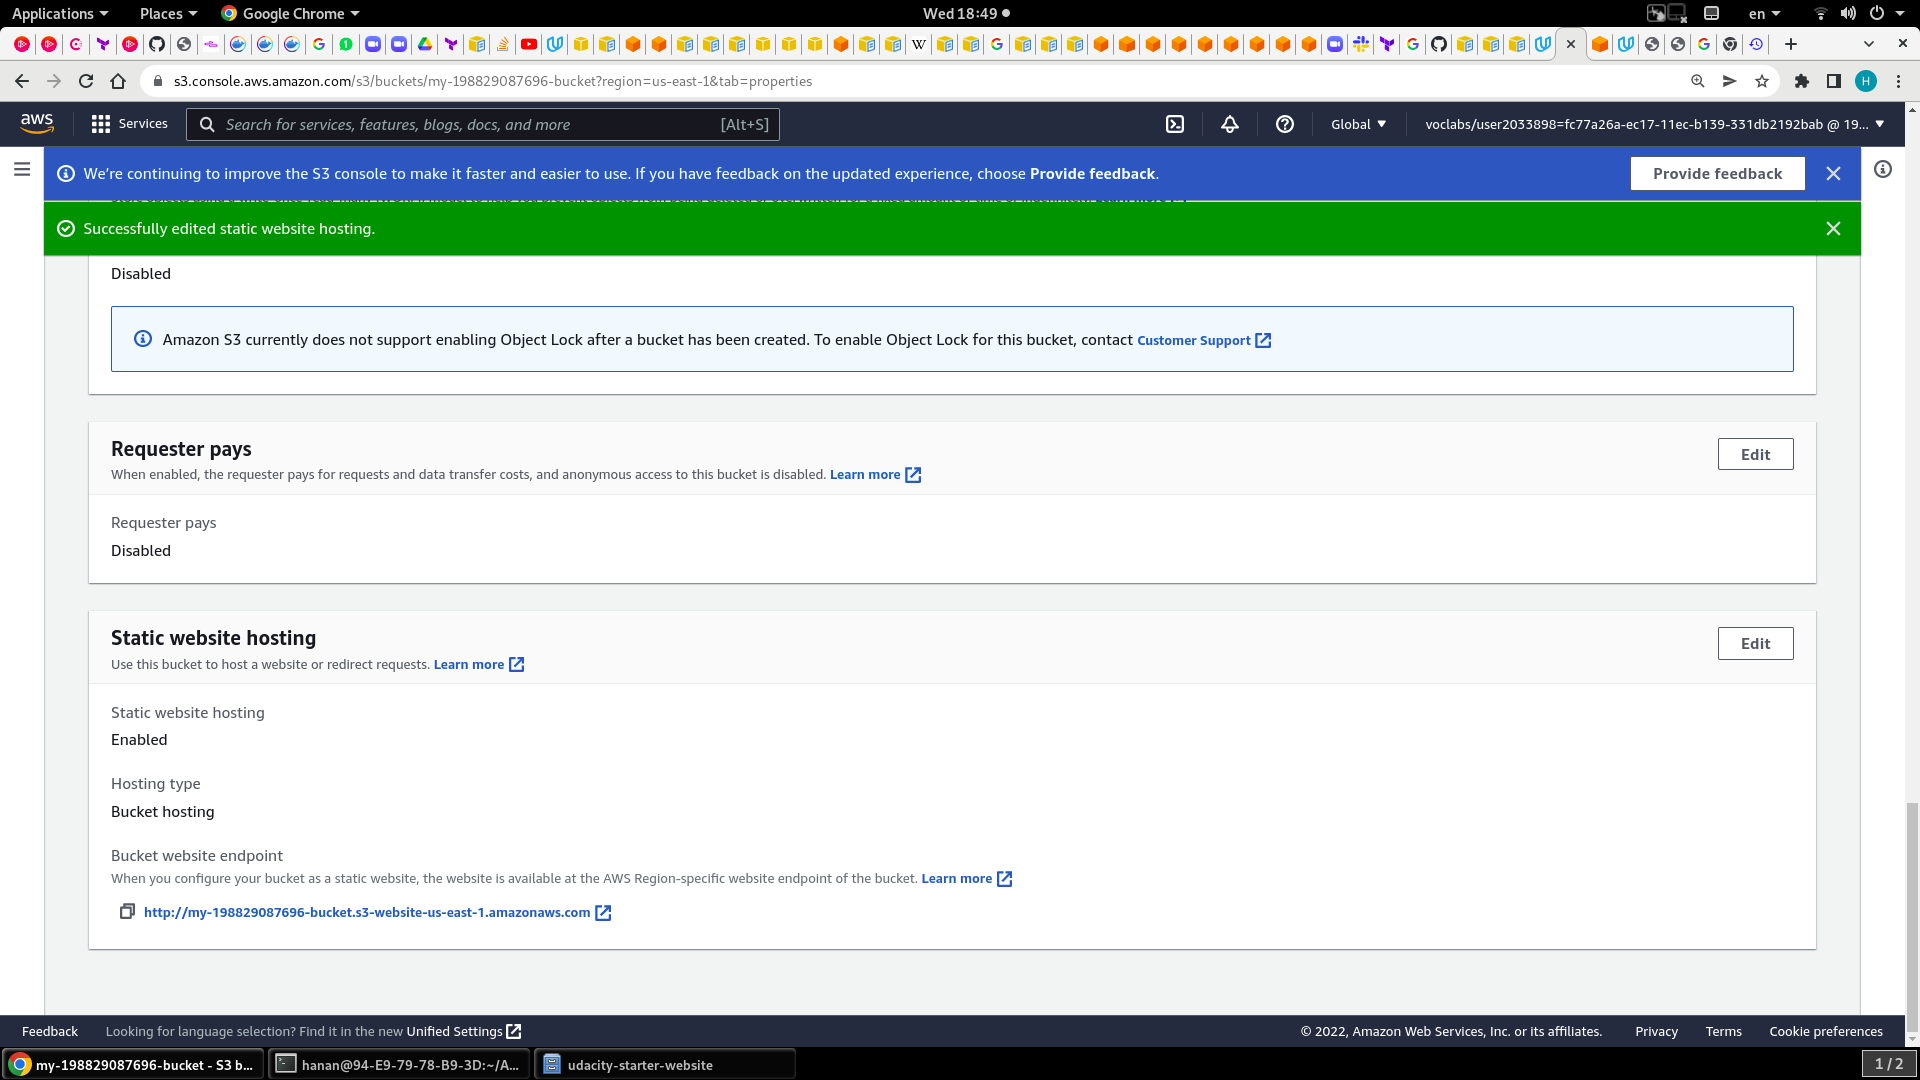 Applications Places Google Chrome Wed 18:49 en
s3.console.aws.amazon.com/s3/buckets/my-198829087696-bucket?region=us-east-1&tab=properties H
aws Services Search for services, features, blogs, docs, and more [Alt+S] Global voclabs/user2033898=fc77a26a-ec17-11ec-b139-331db2192bab @ 19...
We're continuing to improve the S3 console to make it faster and easier to use. If you have feedback on the updated experience, choose Provide feedback. Provide feedback
Successfully edited static website hosting.
Disabled
Amazon S3 currently does not support enabling Object Lock after a bucket has been created. To enable Object Lock for this bucket, contact Customer Support
Requester pays Edit
When enabled, the requester pays for requests and data transfer costs, and anonymous access to this bucket is disabled. Learn more
Requester pays
Disabled
Static website hosting Edit
Use this bucket to host a website or redirect requests. Learn more
Static website hosting
Enabled
Hosting type
Bucket hosting
Bucket website endpoint
When you configure your bucket as a static website, the website is available at the AWS Region-specific website endpoint of the bucket. Learn more
http://my-198829087696-bucket.s3-website-us-east-1.amazonaws.com
Feedback Looking for language selection? Find it in the new Unified Settings © 2022, Amazon Web Services, Inc. or its affiliates. Privacy Terms Cookie preferences
my-198829087696-bucket - S3 b... hanan@94-E9-79-78-B9-3D:~/A... udacity-starter-website 1 / 2